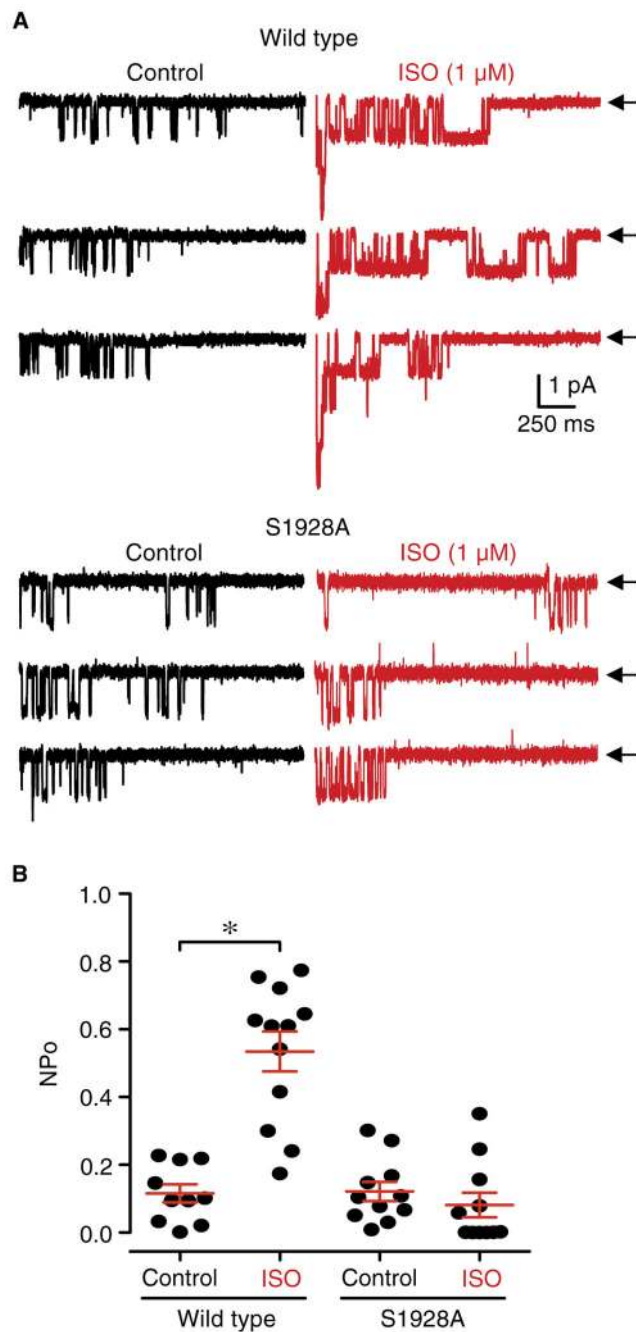 A
Wild type
Control ISO (1 µM)
1 pA
250 ms
S1928A
Control ISO (1 µM)
B
*
1.0
0.8
0.6
0.4
0.2
0.0
NPo
Control ISO Control ISO
Wild type S1928A